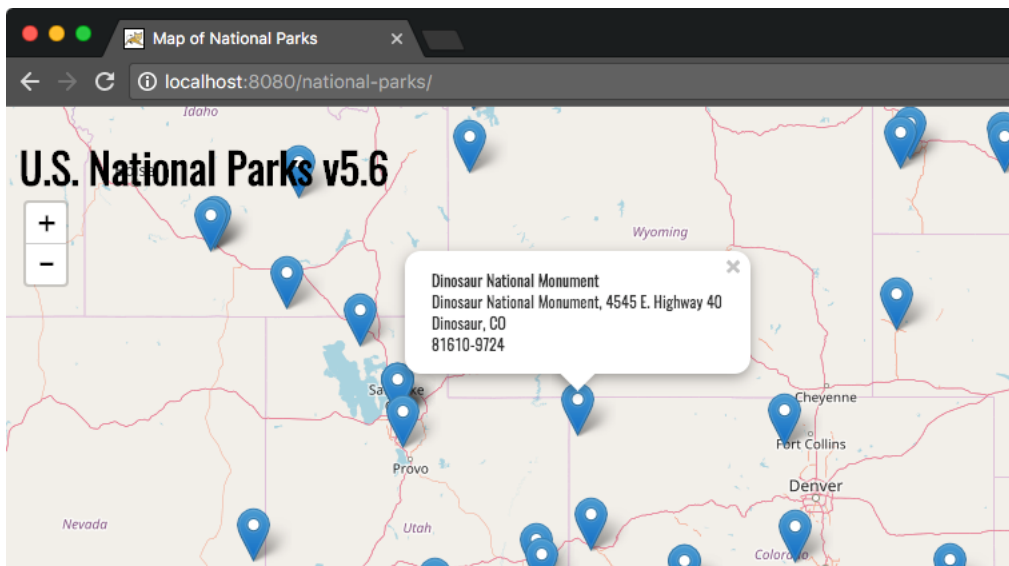 Map of National Parks
localhost:8080/national-parks/
Idaho
U.S. National Parks v5.6
+
−
Wyoming
Dinosaur National Monument
Dinosaur National Monument, 4545 E. Highway 40
Dinosaur, CO
81610-9724
Cheyenne
Fort Collins
Provo
Denver
Nevada
Utah